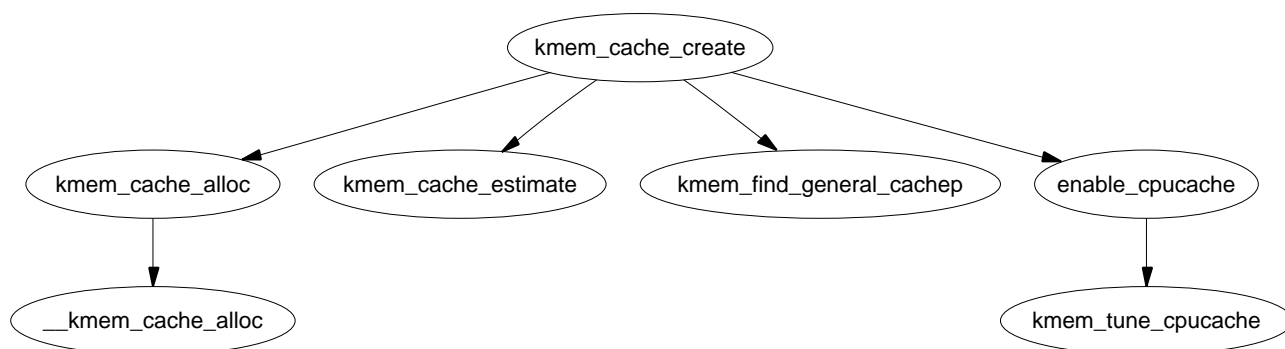 kmem_cache_create
kmem_cache_alloc
kmem_cache_estimate
kmem_find_general_cachep
enable_cpucache
__kmem_cache_alloc
kmem_tune_cpucache